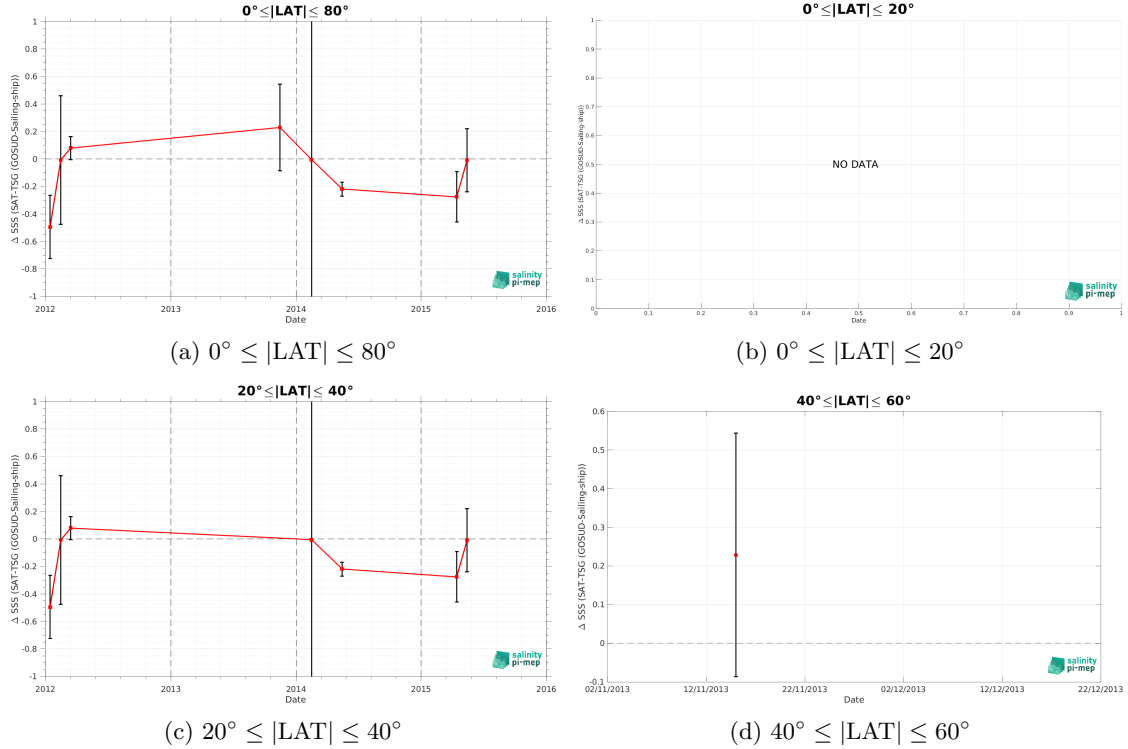 0°≤|LAT|≤ 80°
1
0.8
0.6
0.4
0.2
0
-0.2
-0.4
-0.6
-0.8
-1
Δ SSS (SAT-TSG (GOSUD-Sailing-ship))
2012
2013
2014
2015
2016
Date
salinity
pi-mep
(a) 0° ≤ |LAT| ≤ 80°
0°≤|LAT|≤ 20°
1
0.9
0.8
0.7
0.6
0.5
0.4
0.3
0.2
0.1
0
Δ SSS (SAT-TSG (GOSUD-Sailing-ship))
NO DATA
0
0.1
0.2
0.3
0.4
0.5
0.6
0.7
0.8
0.9
1
Date
salinity
pi-mep
(b) 0° ≤ |LAT| ≤ 20°
20°≤|LAT|≤ 40°
1
0.8
0.6
0.4
0.2
0
-0.2
-0.4
-0.6
-0.8
-1
Δ SSS (SAT-TSG (GOSUD-Sailing-ship))
2012
2013
2014
2015
2016
Date
salinity
pi-mep
(c) 20° ≤ |LAT| ≤ 40°
40°≤|LAT|≤ 60°
0.6
0.5
0.4
0.3
0.2
0.1
0
-0.1
Δ SSS (SAT-TSG (GOSUD-Sailing-ship))
02/11/2013
12/11/2013
22/11/2013
02/12/2013
12/12/2013
22/12/2013
Date
salinity
pi-mep
(d) 40° ≤ |LAT| ≤ 60°